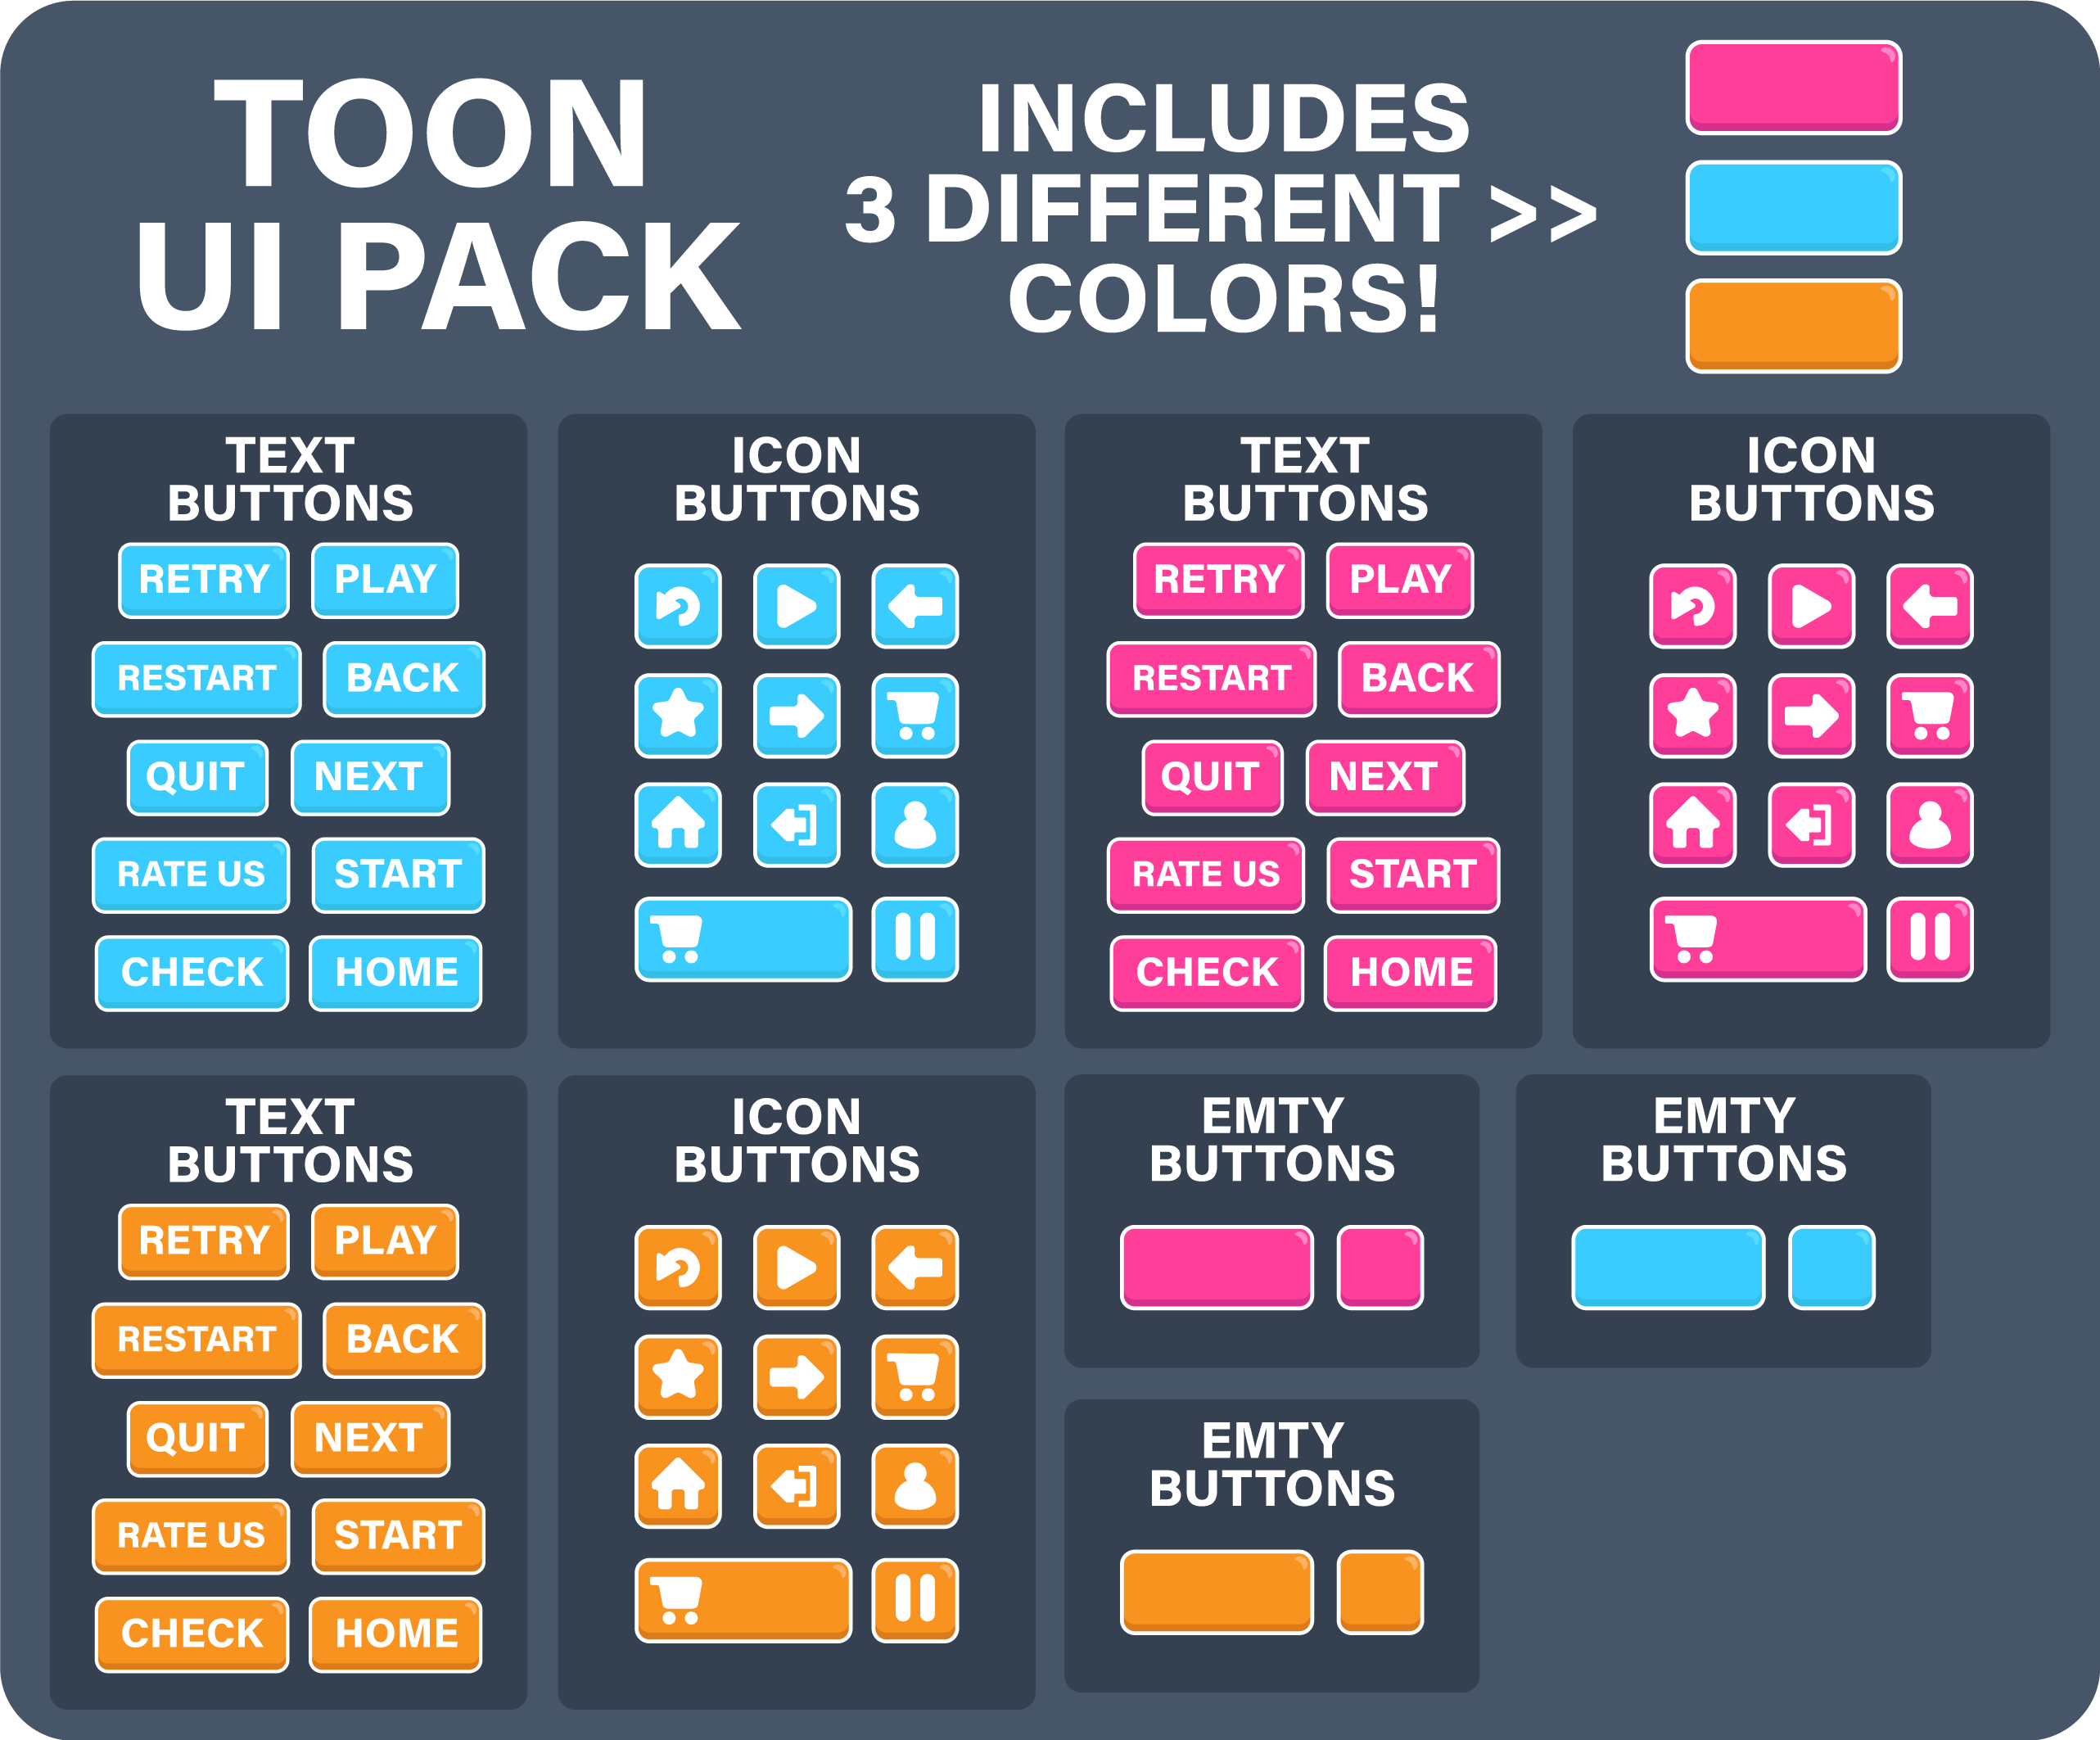 TOON
UI PACK
INCLUDES
3 DIFFERENT >>
COLORS!
TEXT
BUTTONS
RETRY PLAY
RESTART BACK
QUIT NEXT
RATE US START
CHECK HOME
ICON
BUTTONS
TEXT
BUTTONS
RETRY PLAY
RESTART BACK
QUIT NEXT
RATE US START
CHECK HOME
ICON
BUTTONS
TEXT
BUTTONS
RETRY PLAY
RESTART BACK
QUIT NEXT
RATE US START
CHECK HOME
ICON
BUTTONS
EMTY
BUTTONS
EMTY
BUTTONS
EMTY
BUTTONS